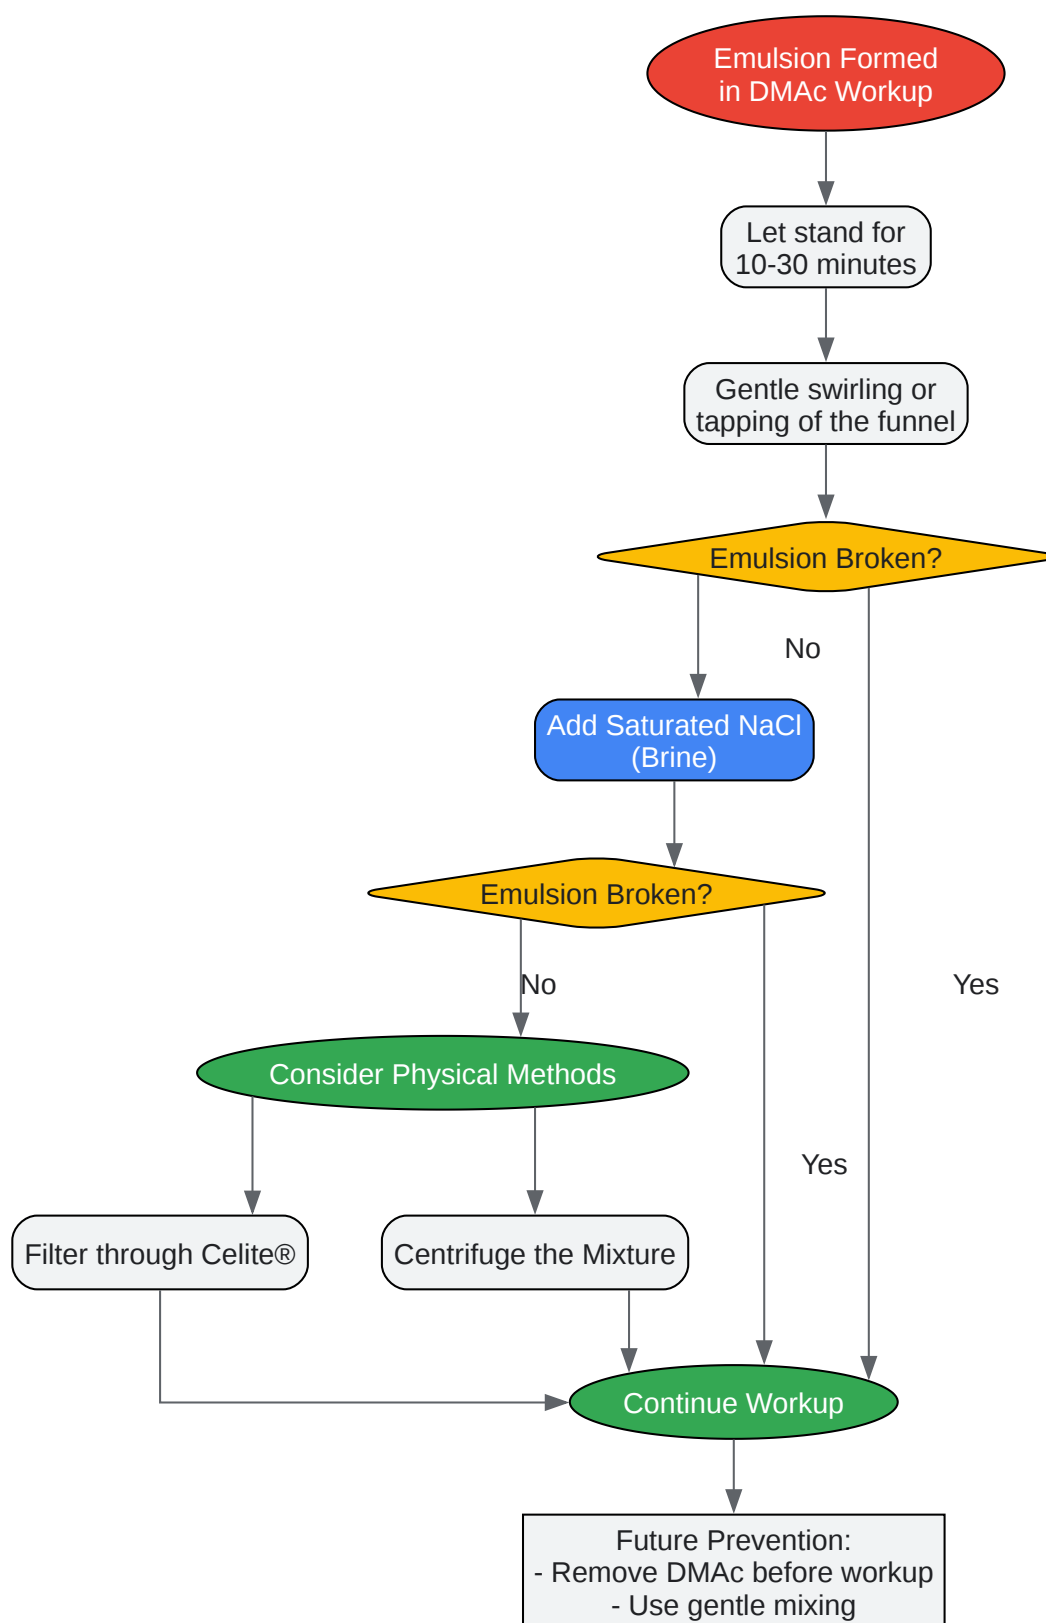 Emulsion Formed
in DMAc Workup
Let stand for
10-30 minutes
Gentle swirling or
tapping of the funnel
Emulsion Broken?
No
Add Saturated NaCl
(Brine)
Emulsion Broken?
No
Yes
Consider Physical Methods
Yes
Filter through Celite®
Centrifuge the Mixture
Continue Workup
Future Prevention:
- Remove DMAc before workup
- Use gentle mixing